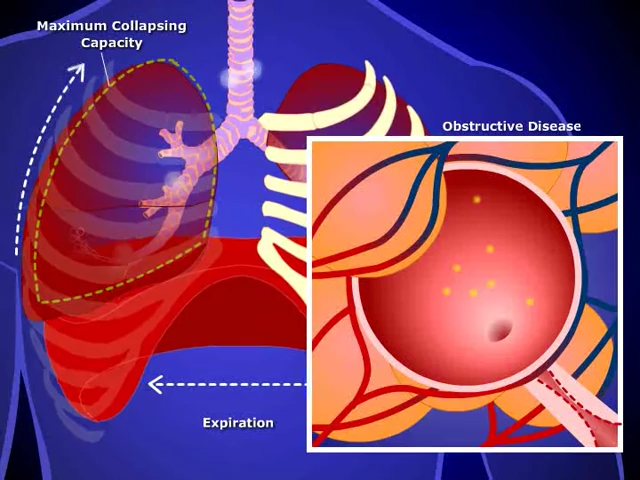 Maximum Collapsing
Capacity
Obstructive Disease
Expiration